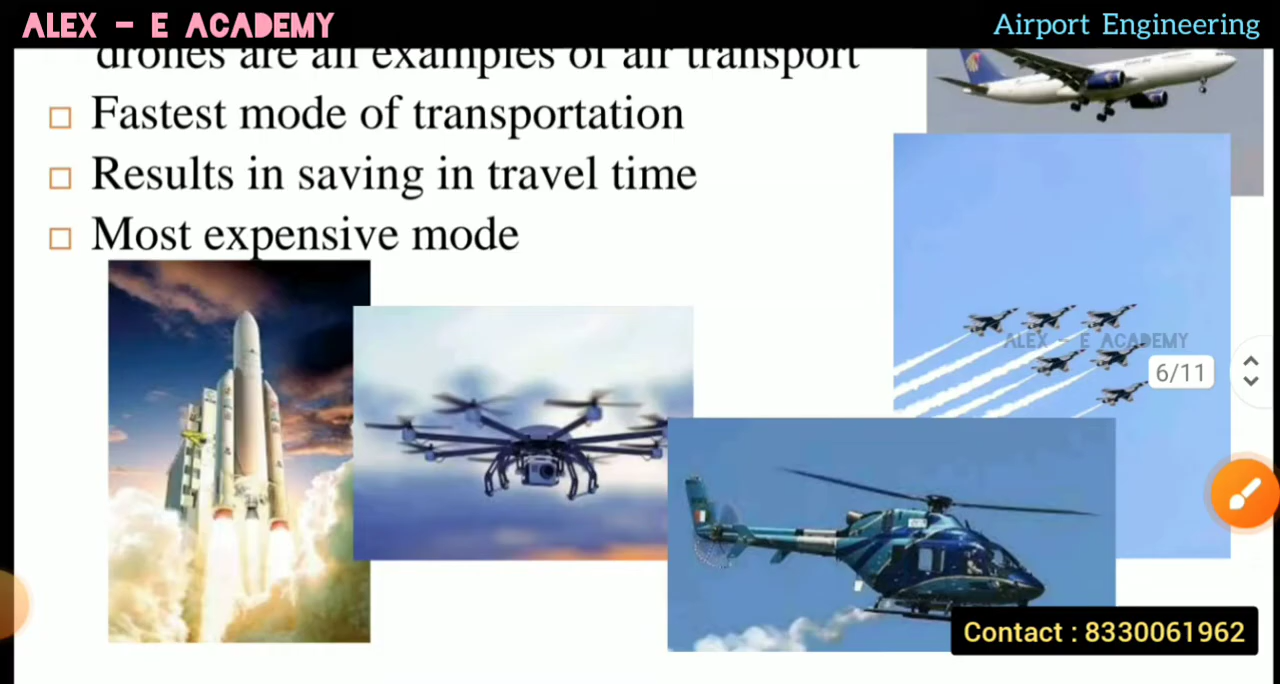 ALEX - E ACADEMY
Airport Engineering
drones are all examples of air transport
Fastest mode of transportation
Results in saving in travel time
Most expensive mode
ALEX - E ACADEMY
6/11
Contact : 8330061962